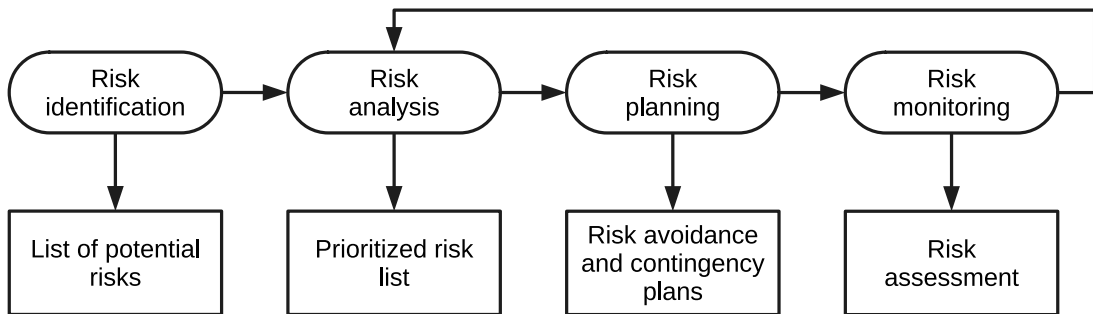 Risk
identification
Risk
analysis
Risk
planning
Risk
monitoring
List of potential
risks
Prioritized risk
list
Risk avoidance
and contingency
plans
Risk
assessment